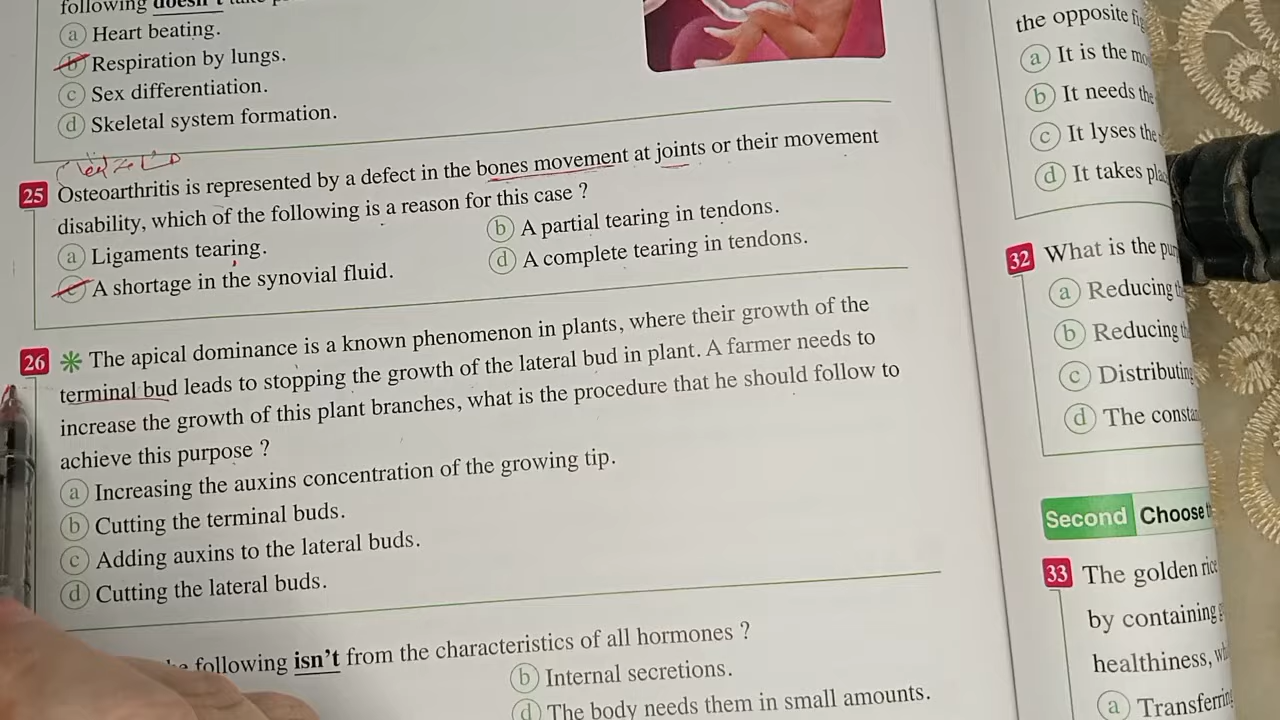 following doesn't
a Heart beating.
b Respiration by lungs.
c Sex differentiation.
d Skeletal system formation.
25 Osteoarthritis is represented by a defect in the bones movement at joints or their movement
disability, which of the following is a reason for this case ?
a Ligaments tearing.
b A partial tearing in tendons.
c A shortage in the synovial fluid.
d A complete tearing in tendons.
26 The apical dominance is a known phenomenon in plants, where their growth of the
terminal bud leads to stopping the growth of the lateral bud in plant. A farmer needs to
increase the growth of this plant branches, what is the procedure that he should follow to
achieve this purpose ?
a Increasing the auxins concentration of the growing tip.
b Cutting the terminal buds.
c Adding auxins to the lateral buds.
d Cutting the lateral buds.
following isn't from the characteristics of all hormones ?
b Internal secretions.
d The body needs them in small amounts.
the opposite
a It is the
b It needs the
c It lyses the
d It takes
32 What is the
a Reducing
b Reducing
c Distributing
d The
Second Choose
33 The golden rice
by containing
healthiness,
a Transferring